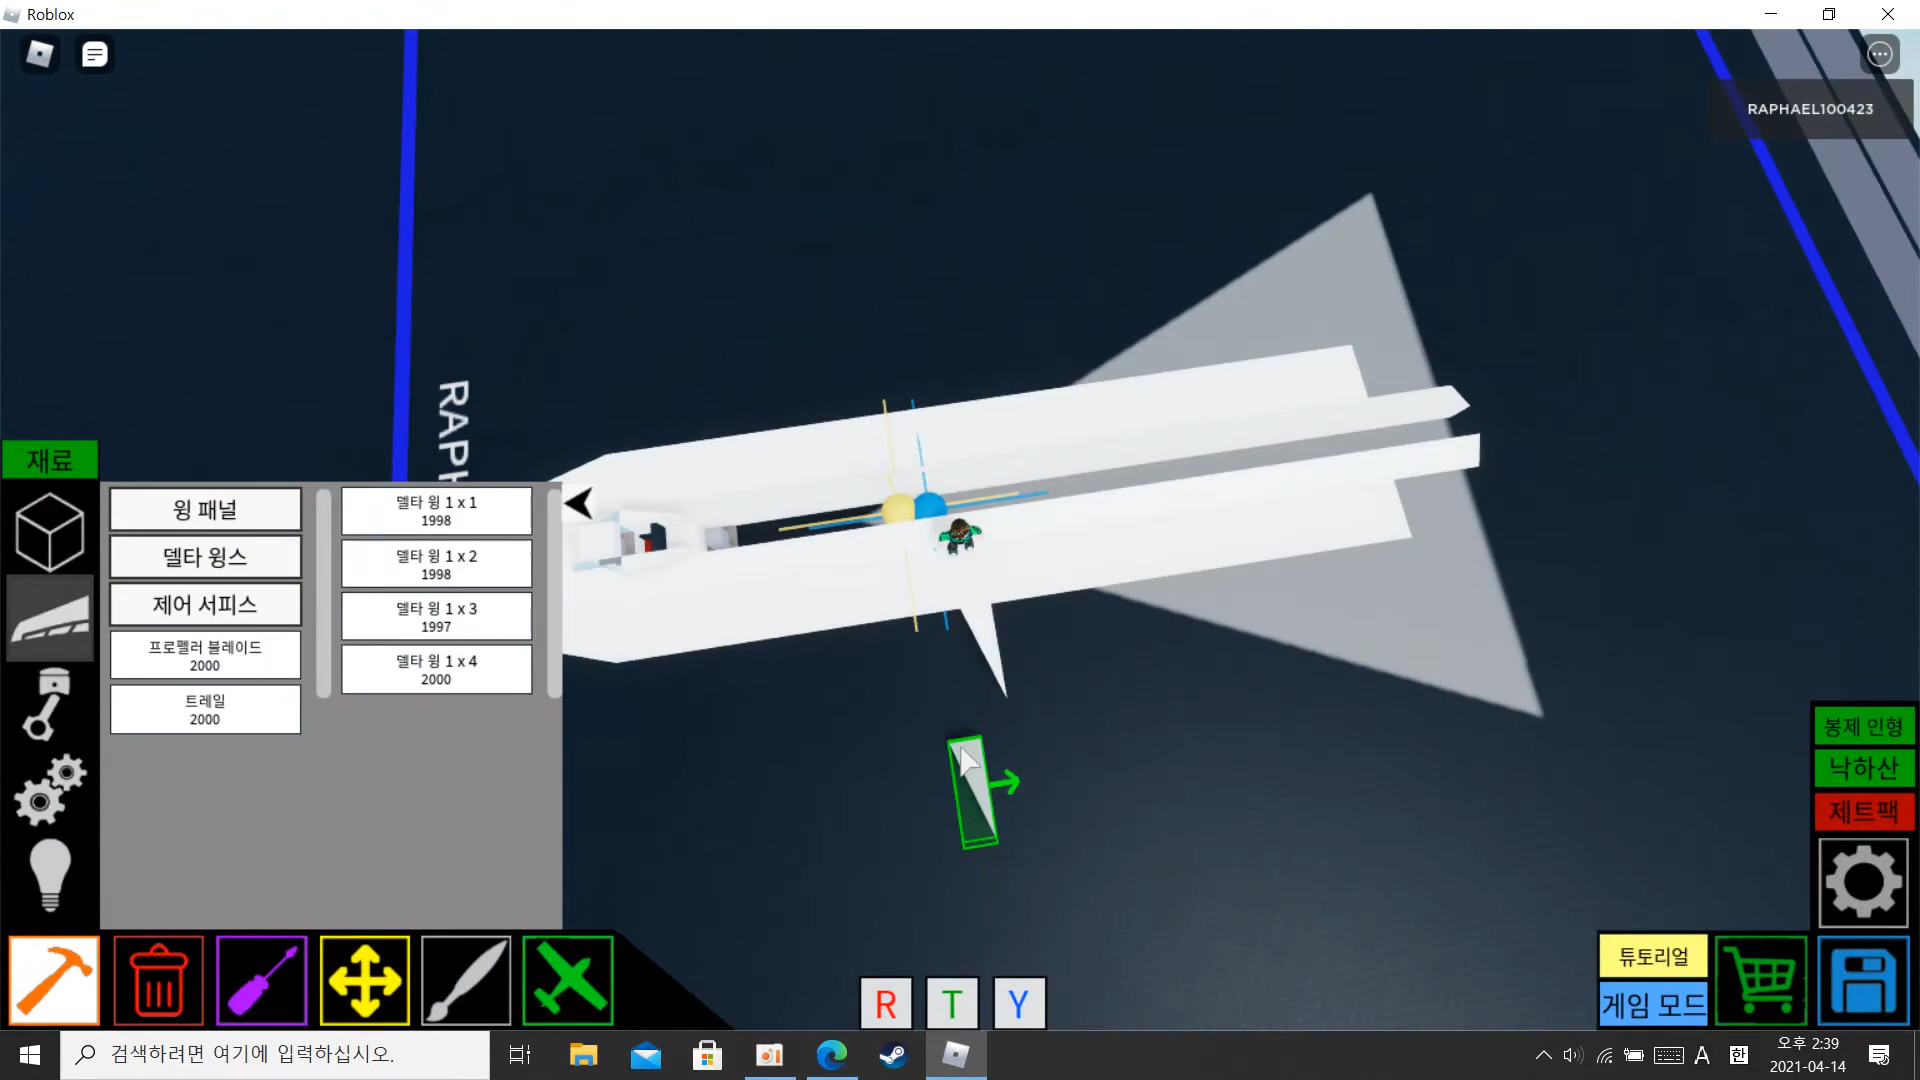 Roblox
RAPHAEL100423
RAPH
재료
윙 패널
델타 윙스
제어 서피스
프로펠러 블레이드
2000
트레일
2000
델타 윙 1 x 1
1998
델타 윙 1 x 2
1998
델타 윙 1 x 3
1997
델타 윙 1 x 4
2000
봉제 인형
낙하산
제트팩
튜토리얼
게임 모드
R T Y
검색하려면 여기에 입력하십시오.
A
한
오후 2:39
2021-04-14